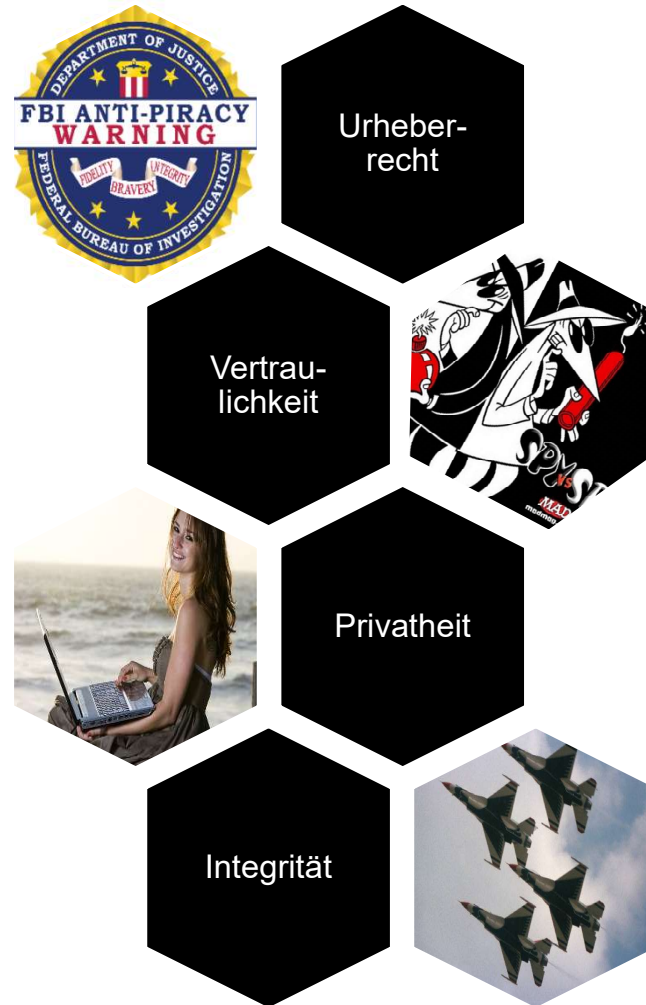 DEPARTMENT OF JUSTICE
FBI ANTI-PIRACY
WARNING
FIDELITY
BRAVERY
INTEGRITY
FEDERAL BUREAU OF INVESTIGATION
Urheber-
recht
Vertrau-
lichkeit
SPY
VS
MAD
Privatheit
Integrität